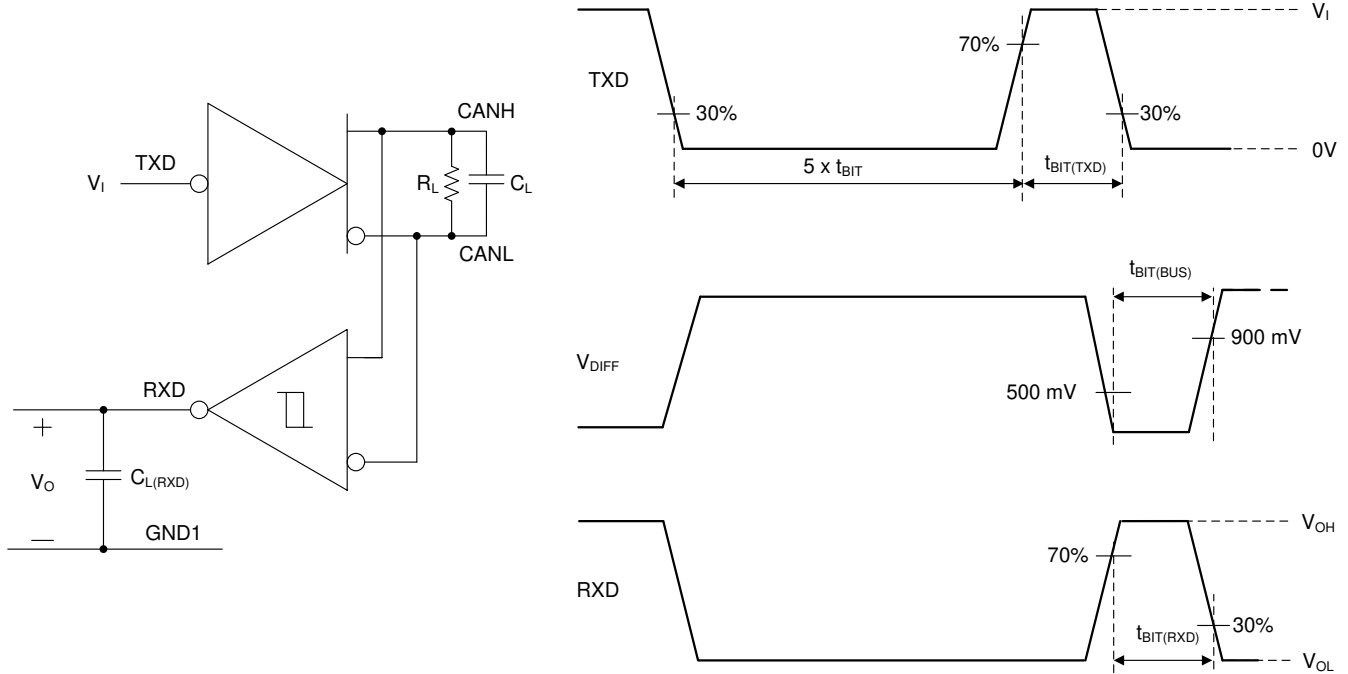 CANH
TXD
V_I
R_L
C_L
CANL
RXD
+
V_O
C_L(RXD)
—
GND1
V_I
70%
TXD
30%
30%
0V
5 x t_BIT
t_BIT(TXD)
t_BIT(BUS)
900 mV
V_DIFF
500 mV
V_OH
70%
RXD
t_BIT(RXD)
30%
V_OL